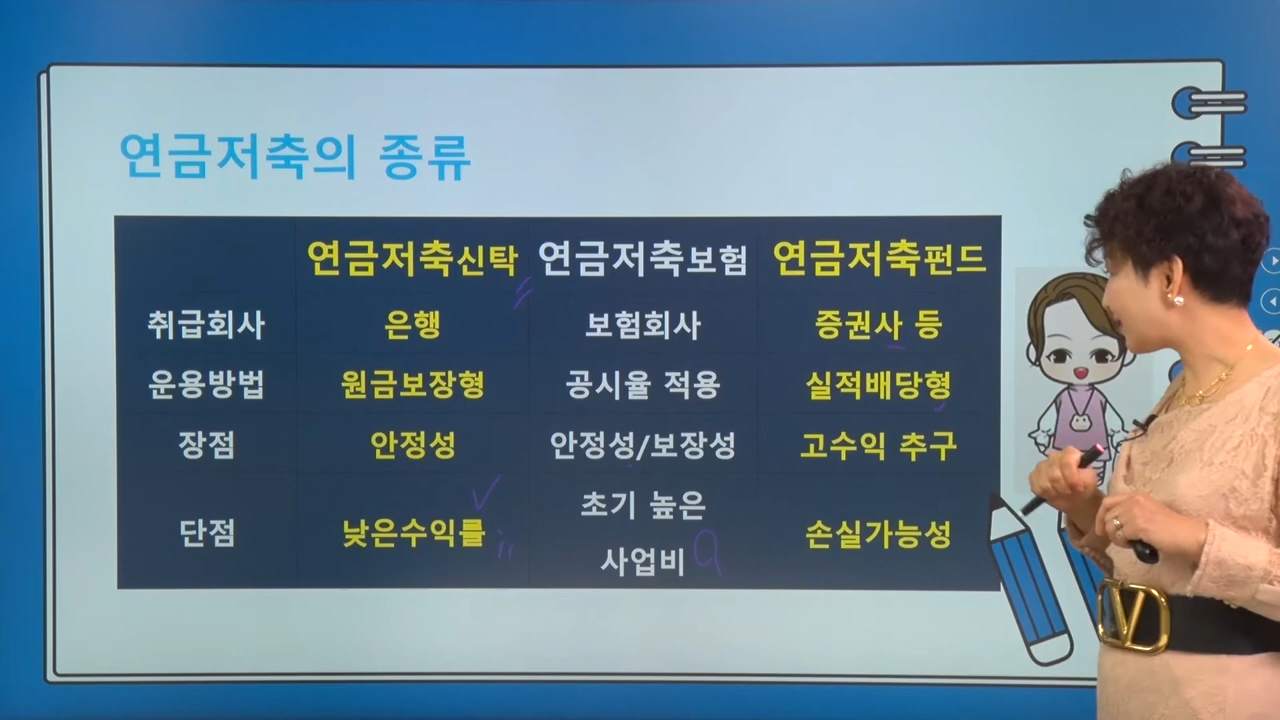 연금저축의 종류
연금저축신탁 연금저축보험 연금저축펀드
취급회사 은행 보험회사 증권사 등
운용방법 원금보장형 공시율 적용 실적배당형
장점 안정성 안정성/보장성 고수익 추구
단점 낮은수익률 초기 높은 손실가능성
사업비